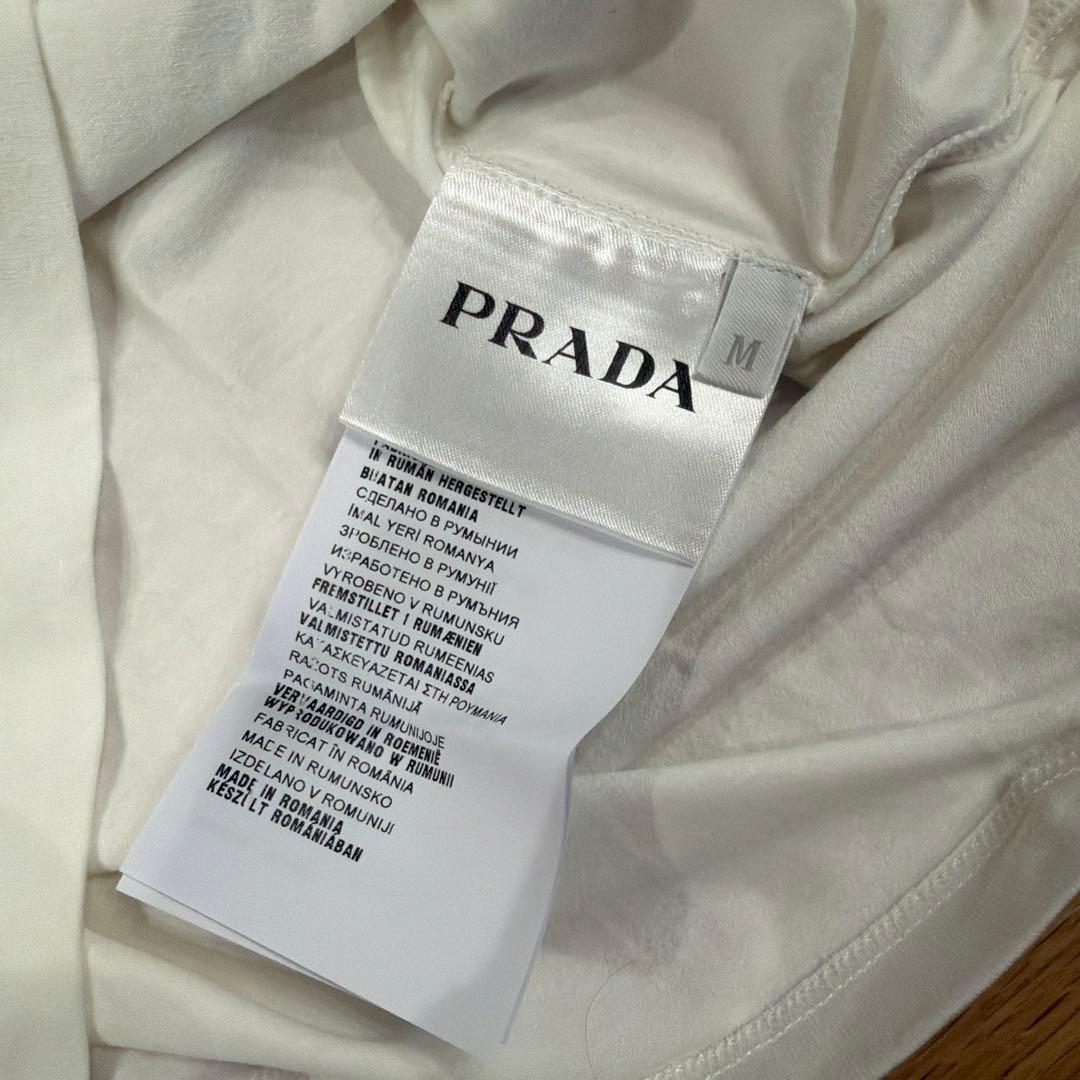 PRADA
M
IN RUMÄN HERGESTELLT
BUATAN ROMANIA
СДЕЛАНО В РУМЫНИИ
IMAL YERI ROMANYA
ЗРОБЛЕНО В РУМУНІЇ
ИЗРАБОТЕНО В РУМЪНИЯ
VYROBENO V RUMUNSKU
FREMSTILLET I RUMÆNIEN
VALMISTATUD RUMEENIAS
VALMISTETTU ROMANIASSA
ΚΑΤΑΣΚΕΥΑΖΕΤΑΙ ΣΤΗ ΡΟΥΜΑΝΙΑ
RAŽOTS RUMĀNIJĀ
PAGAMINTA RUMUNIJOJE
VERVAARDIGD IN ROEMENIË
WYPRODUKOWANO W RUMUNII
FABRICAT ÎN ROMÂNIA
MADE IN RUMUNSKO
IZDELANO V ROMUNIJI
MADE IN ROMANIA
KESZÜLT ROMÁNIÁBAN